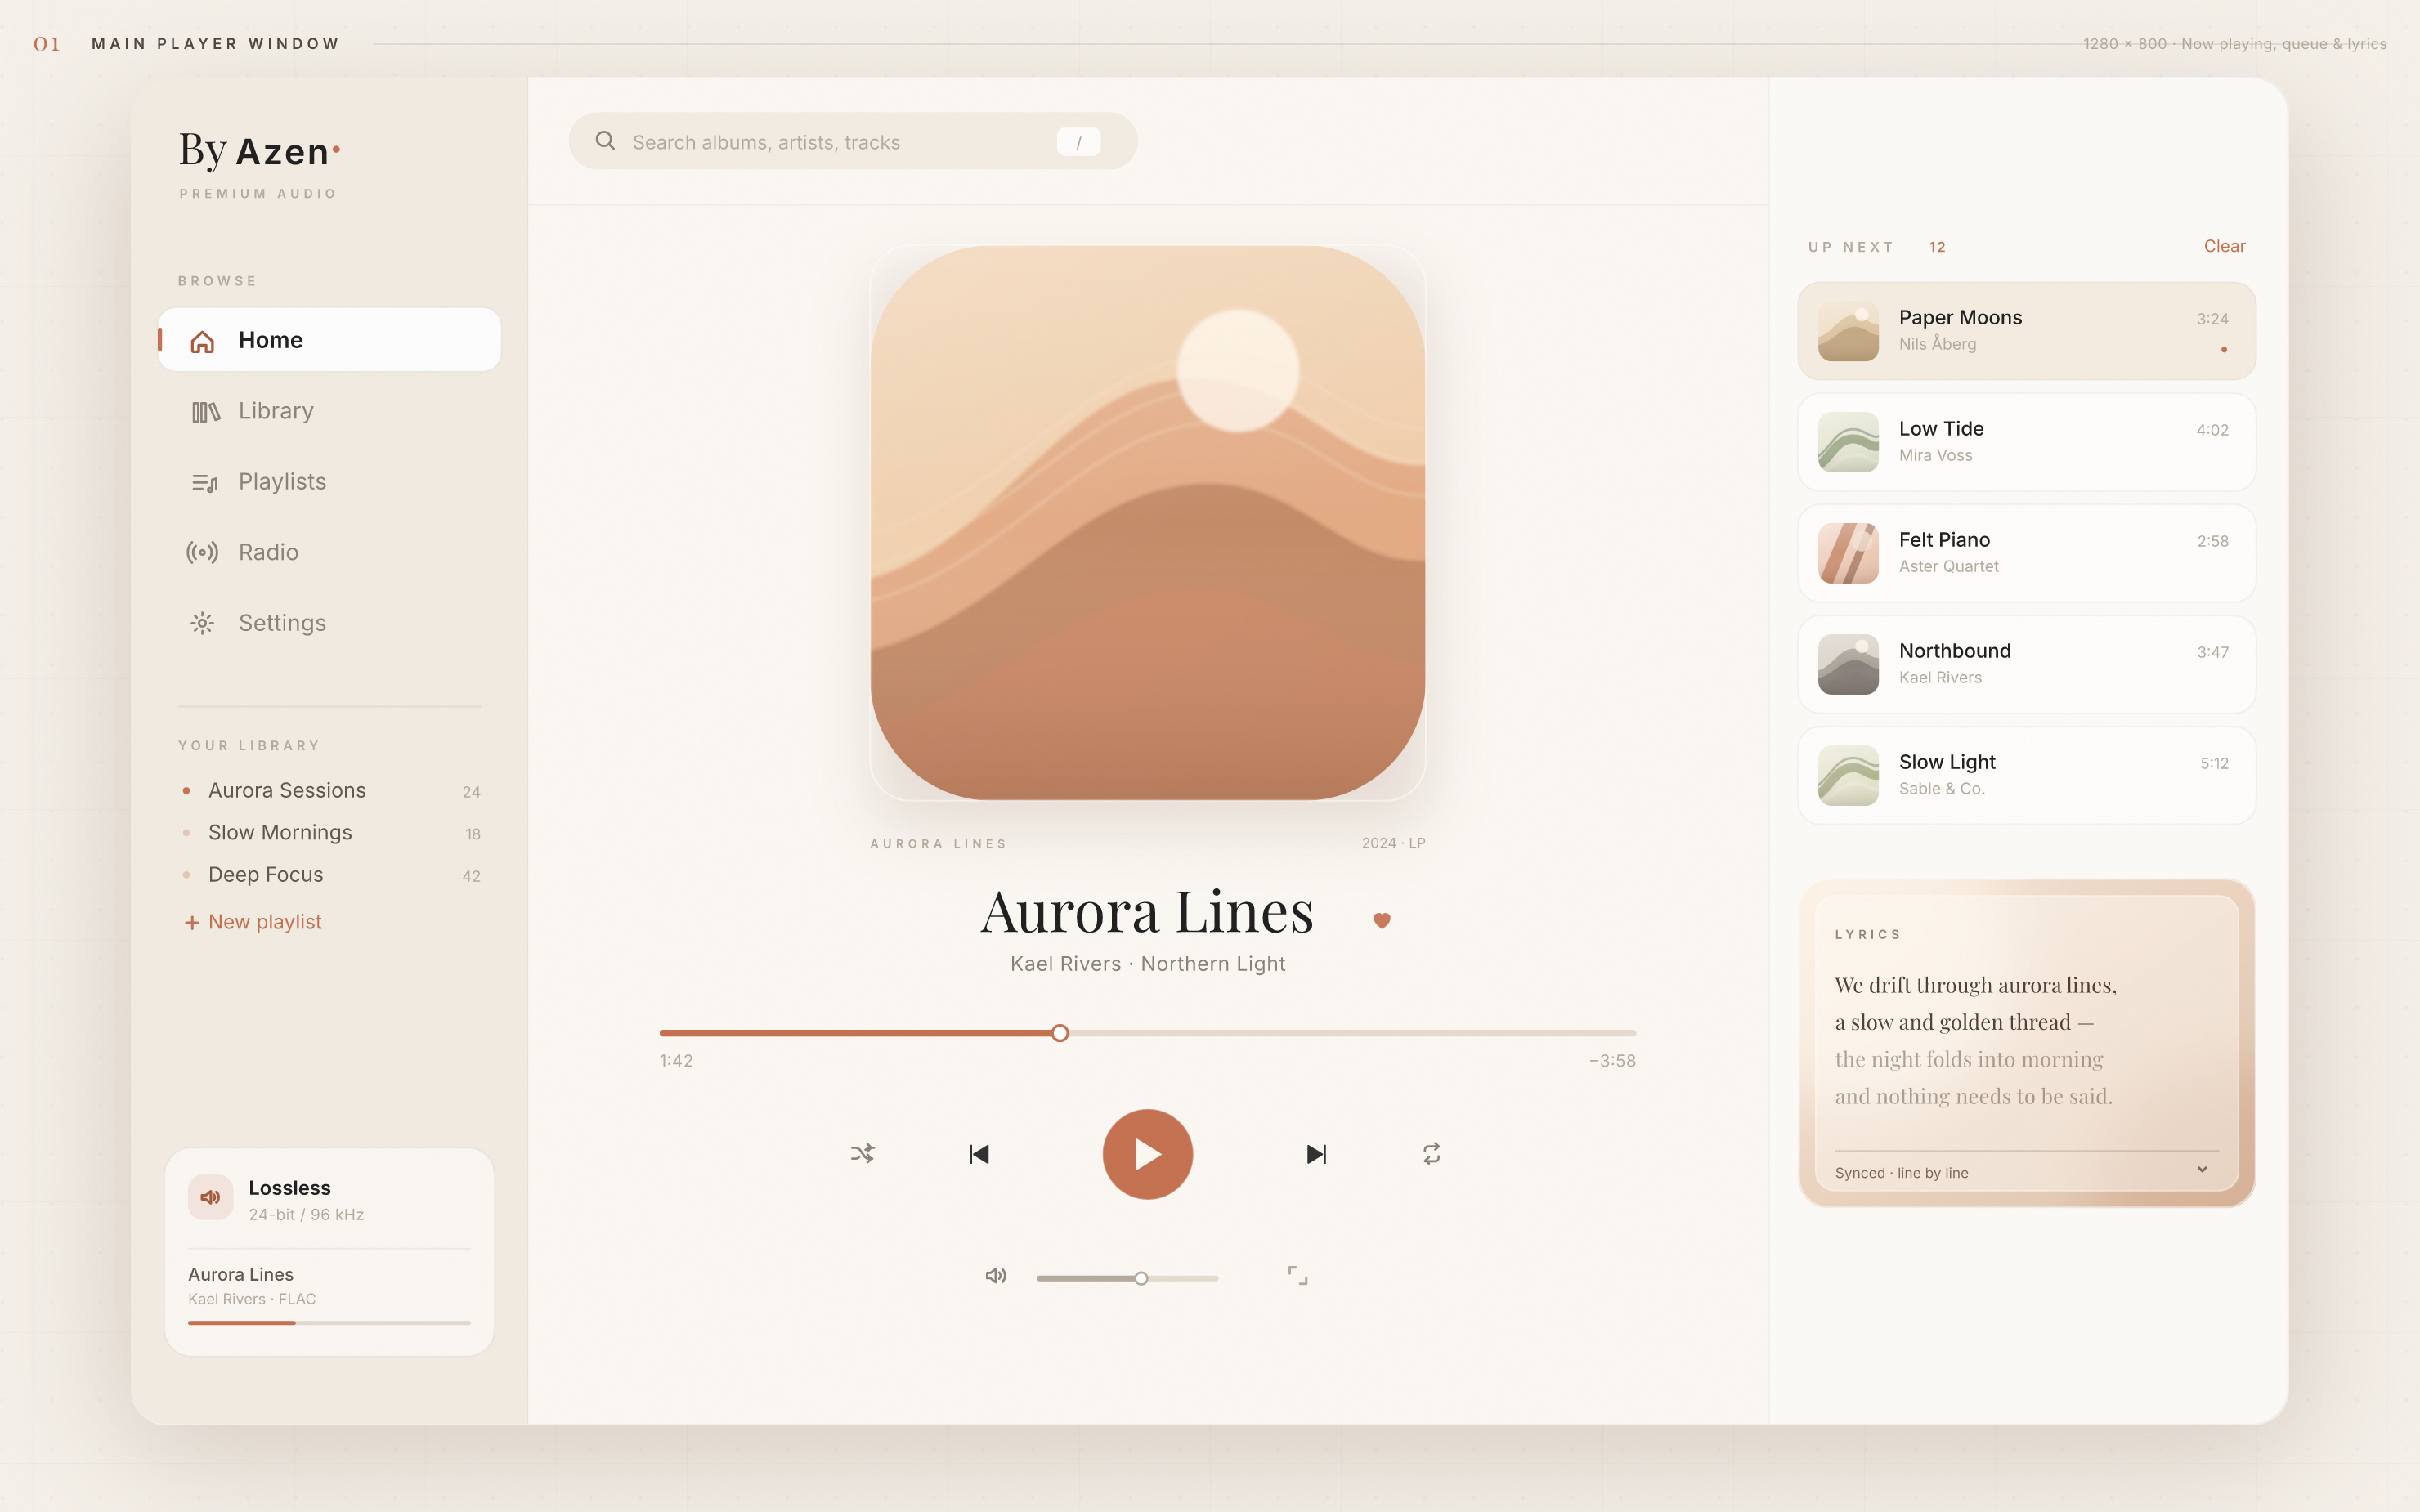 01 MAIN PLAYER WINDOW
1280 × 800 · Now playing, queue & lyrics
By Azen
PREMIUM AUDIO
BROWSE
Home
Library
Playlists
Radio
Settings
YOUR LIBRARY
Aurora Sessions 24
Slow Mornings 18
Deep Focus 42
+ New playlist
Lossless
24-bit / 96 kHz
Aurora Lines
Kael Rivers · FLAC
Search albums, artists, tracks /
AURORA LINES 2024 · LP
Aurora Lines
Kael Rivers · Northern Light
1:42 −3:58
UP NEXT 12 Clear
Paper Moons 3:24
Nils Åberg
Low Tide 4:02
Mira Voss
Felt Piano 2:58
Aster Quartet
Northbound 3:47
Kael Rivers
Slow Light 5:12
Sable & Co.
LYRICS
We drift through aurora lines,
a slow and golden thread —
the night folds into morning
and nothing needs to be said.
Synced · line by line